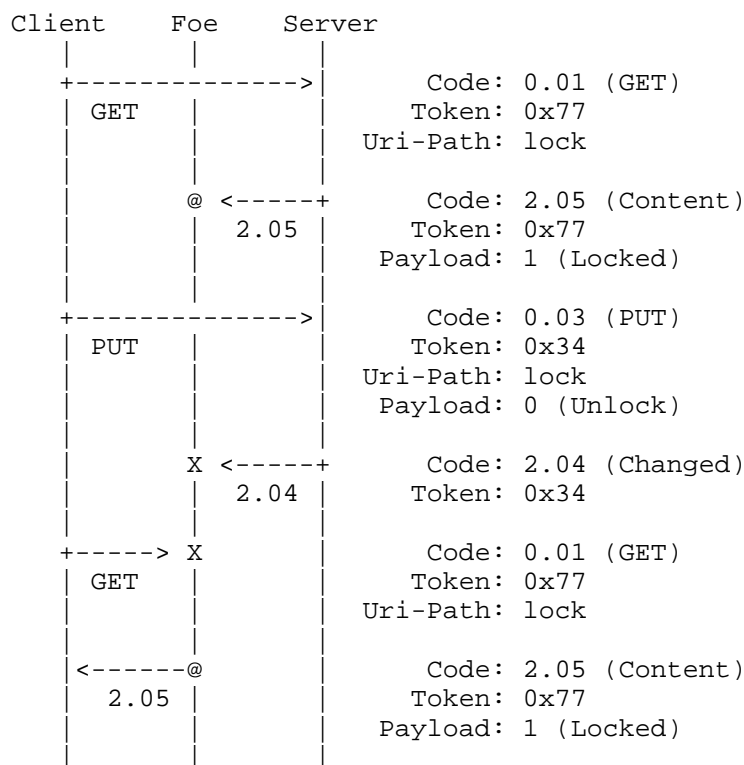 Client    Foe    Server
   |        |       |
   +--------------->|      Code: 0.01 (GET)
   | GET    |       |     Token: 0x77
   |        |       |  Uri-Path: lock
   |        |       |
   |        @ <-----+      Code: 2.05 (Content)
   |        |  2.05 |     Token: 0x77
   |        |       |   Payload: 1 (Locked)
   |        |       |
   +--------------->|      Code: 0.03 (PUT)
   | PUT    |       |     Token: 0x34
   |        |       |  Uri-Path: lock
   |        |       |   Payload: 0 (Unlock)
   |        |       |
   |        X <-----+      Code: 2.04 (Changed)
   |        |  2.04 |     Token: 0x34
   |        |       |
   +-----> X        |      Code: 0.01 (GET)
   | GET    |       |     Token: 0x77
   |        |       |  Uri-Path: lock
   |        |       |
   |<------@        |      Code: 2.05 (Content)
   |  2.05 |        |     Token: 0x77
   |        |       |   Payload: 1 (Locked)
   |        |       |